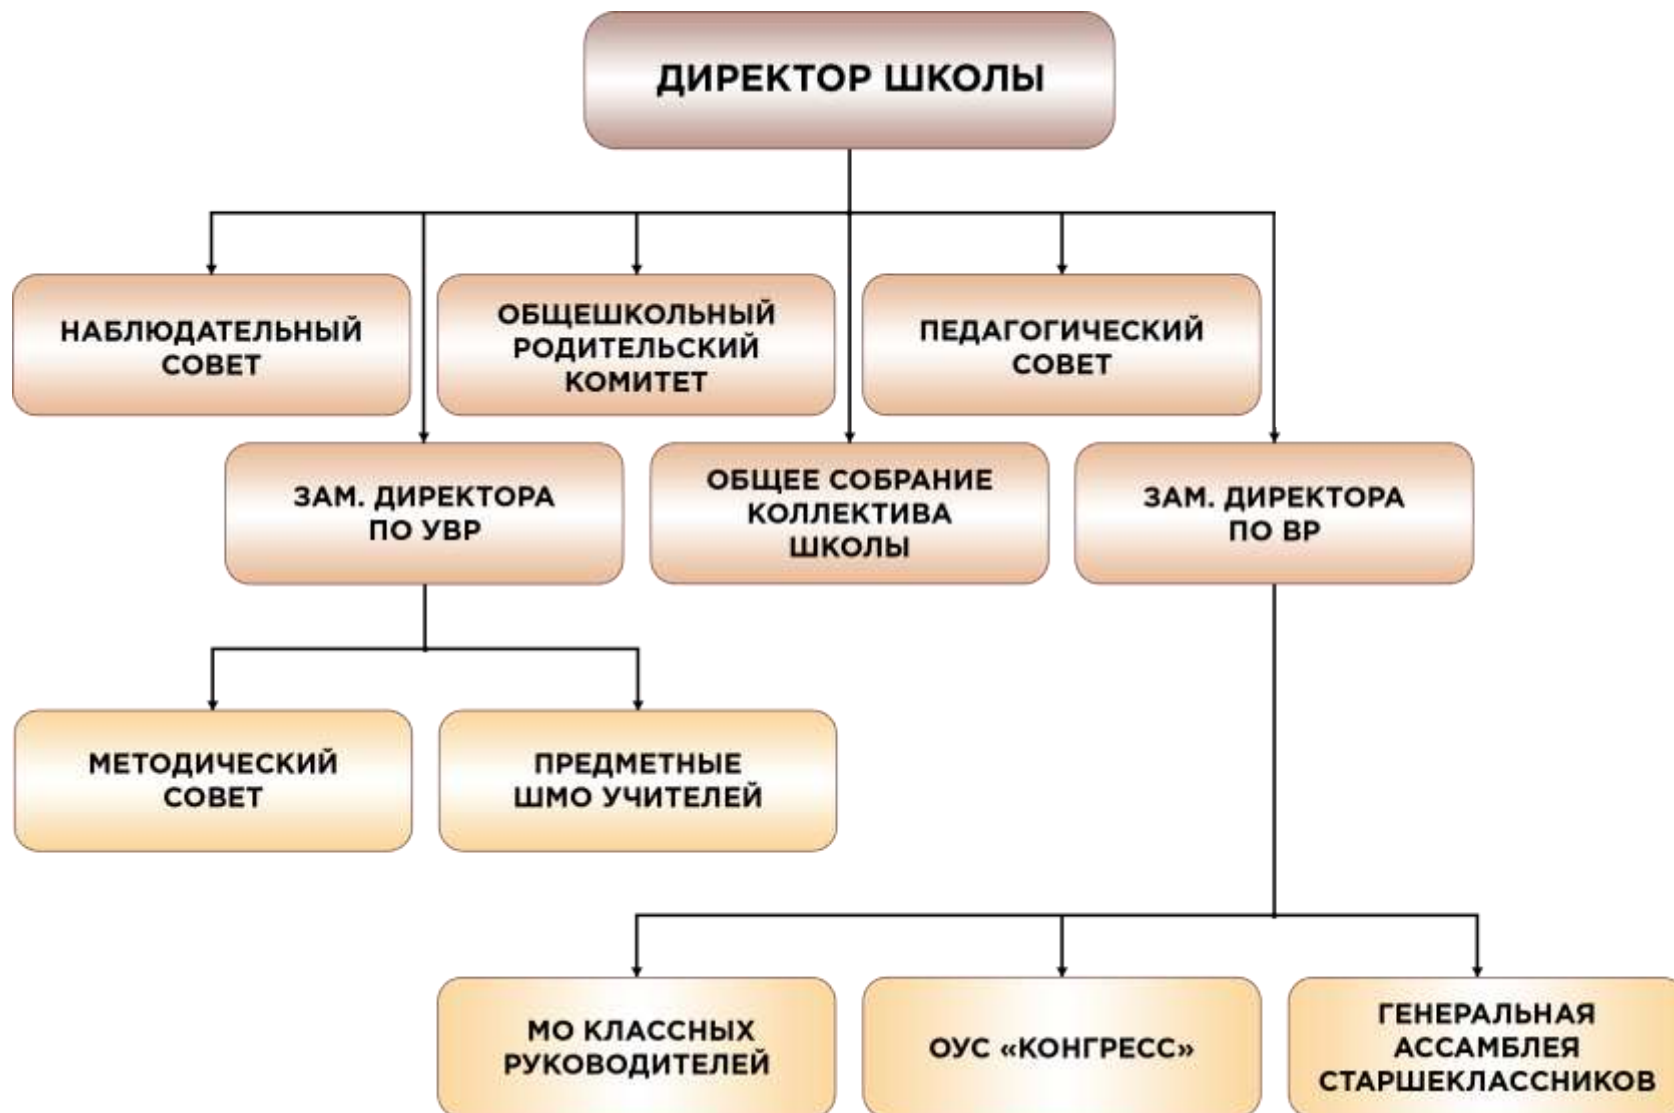 ДИРЕКТОР ШКОЛЫ
НАБЛЮДАТЕЛЬНЫЙ
СОВЕТ
ОБЩЕШКОЛЬНЫЙ
РОДИТЕЛЬСКИЙ
КОМИТЕТ
ПЕДАГОГИЧЕСКИЙ
СОВЕТ
ЗАМ. ДИРЕКТОРА
ПО УВР
ОБЩЕЕ СОБРАНИЕ
КОЛЛЕКТИВА
ШКОЛЫ
ЗАМ. ДИРЕКТОРА
ПО ВР
МЕТОДИЧЕСКИЙ
СОВЕТ
ПРЕДМЕТНЫЕ
ШМО УЧИТЕЛЕЙ
МО КЛАССНЫХ
РУКОВОДИТЕЛЕЙ
ОУС «КОНГРЕСС»
ГЕНЕРАЛЬНАЯ
АССАМБЛЕЯ
СТАРШЕКЛАССНИКОВ